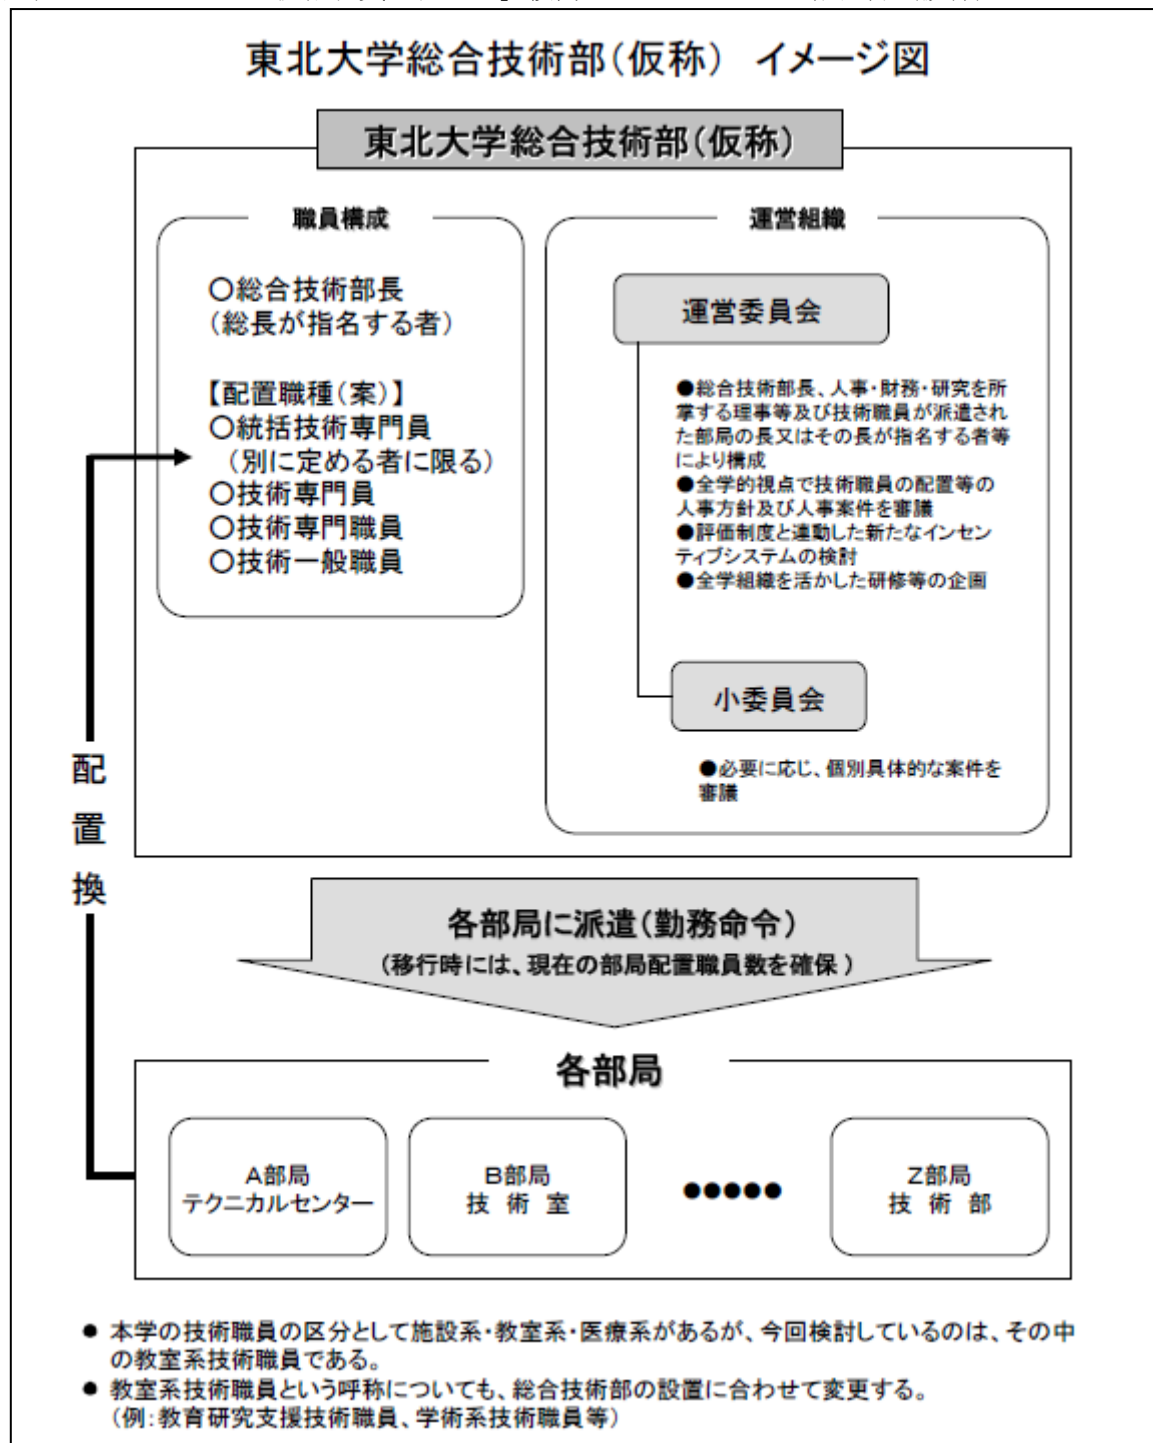 東北大学総合技術部(仮称) イメージ図
東北大学総合技術部(仮称)
職員構成
○総合技術部長
(総長が指名する者)
【配置職種(案)】
○統括技術専門員
(別に定める者に限る)
○技術専門員
○技術専門職員
○技術一般職員
運営組織
運営委員会
●総合技術部長、人事・財務・研究を所
掌する理事等及び技術職員が派遣され
た部局の長又はその長が指名する者等
により構成
●全学的視点で技術職員の配置等の
人事方針及び人事案件を審議
●評価制度と連動した新たなインセン
ティブシステムの検討
●全学組織を活かした研修等の企画
小委員会
●必要に応じ、個別具体的な案件を
審議
配
置
換
各部局に派遣(勤務命令)
(移行時には、現在の部局配置職員数を確保)
各部局
A部局
テクニカルセンター
B部局
技 術 室
●●●●●
Z部局
技 術 部
● 本学の技術職員の区分として施設系・教室系・医療系があるが、今回検討しているのは、その中
の教室系技術職員である。
● 教室系技術職員という呼称についても、総合技術部の設置に合わせて変更する。
(例:教育研究支援技術職員、学術系技術職員等)